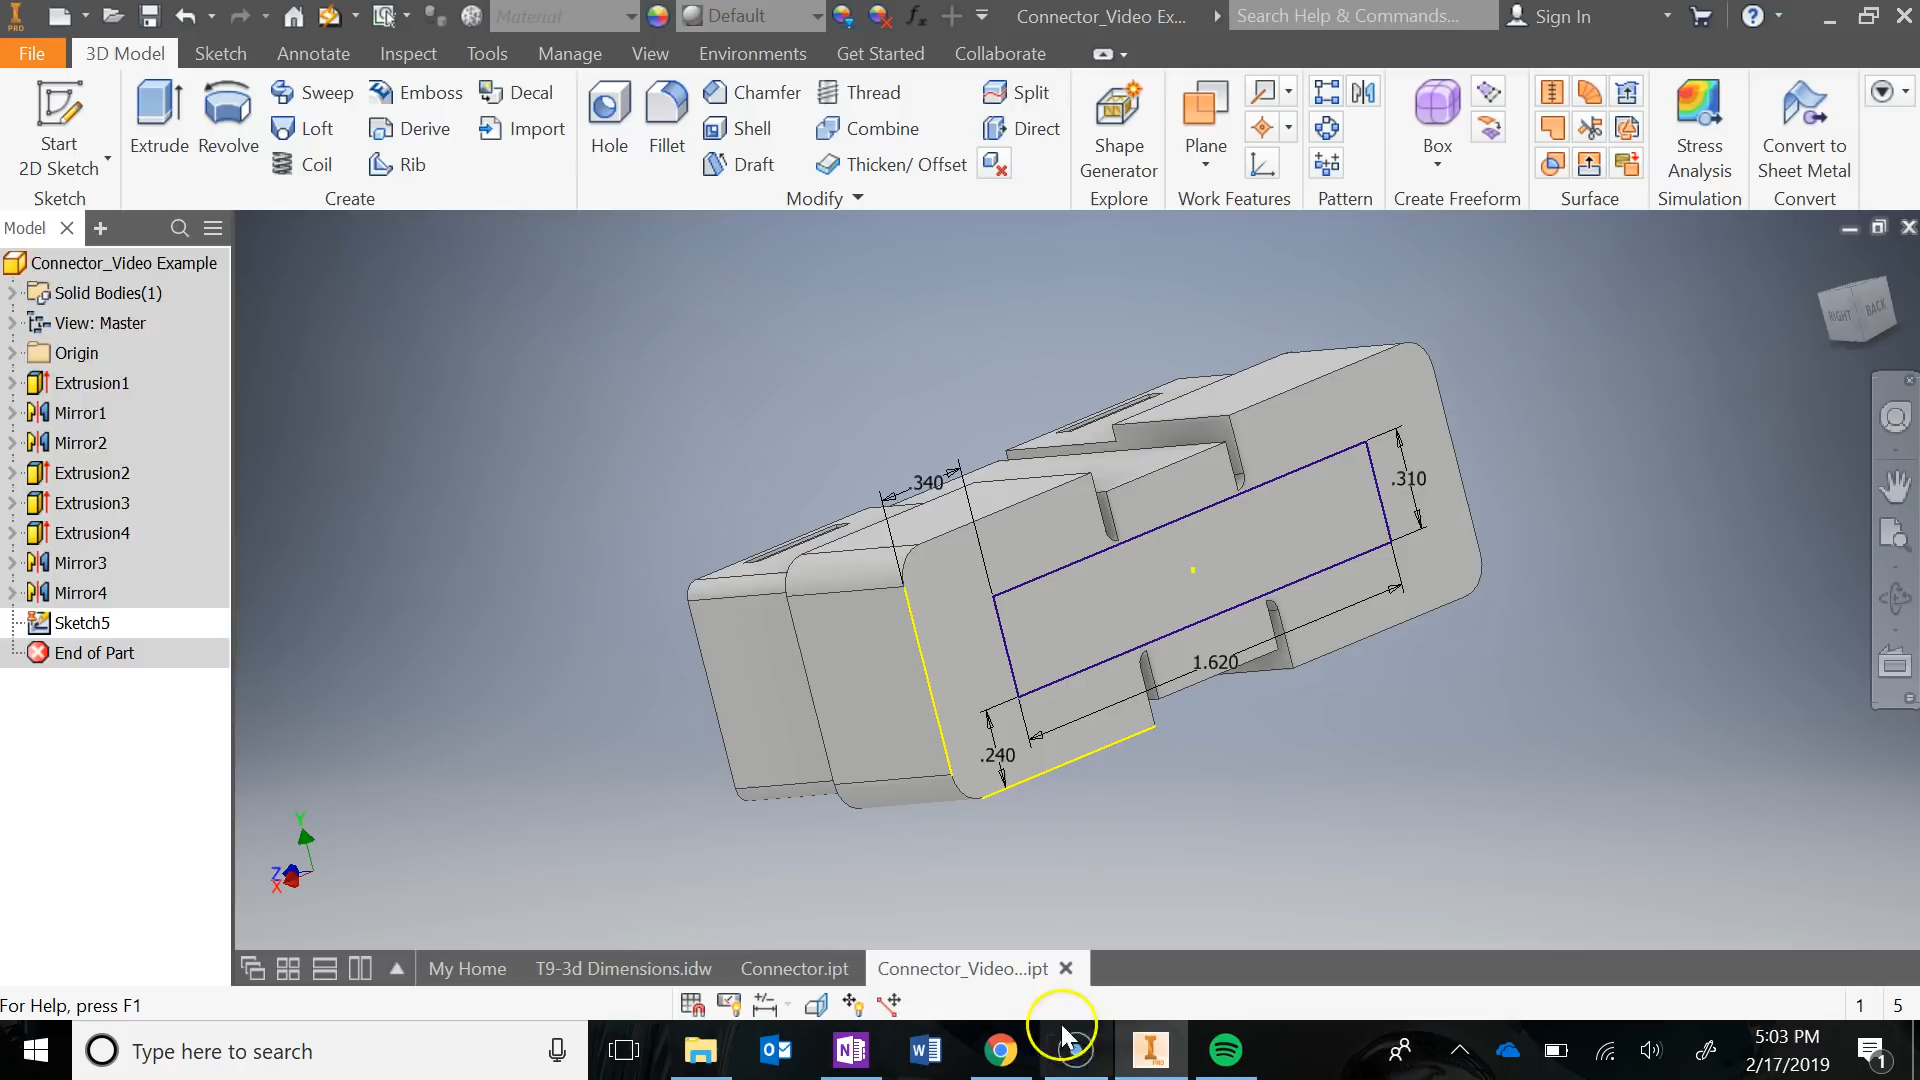 PRO Material Default fx Connector_Video Ex... Search Help & Commands... Sign In
File 3D Model Sketch Annotate Inspect Tools Manage View Environments Get Started Collaborate
Start
2D Sketch
Sketch
Extrude
Revolve
Sweep
Loft
Coil
Emboss
Derive
Rib
Decal
Import
Create
Hole
Fillet
Chamfer
Shell
Draft
Thread
Combine
Thicken/ Offset
Split
Direct
Modify
Shape
Generator
Explore
Plane
Work Features
Pattern
Box
Create Freeform
Surface
Stress
Analysis
Simulation
Convert to
Sheet Metal
Convert
Model
Connector_Video Example
Solid Bodies(1)
View: Master
Origin
Extrusion1
Mirror1
Mirror2
Extrusion2
Extrusion3
Extrusion4
Mirror3
Mirror4
Sketch5
End of Part
RIGHT BACK
.340
.310
1.620
.240
Y
Z
X
My Home T9-3d Dimensions.idw Connector.ipt Connector_Video...ipt
For Help, press F1
1 5
Type here to search
5:03 PM
2/17/2019
1